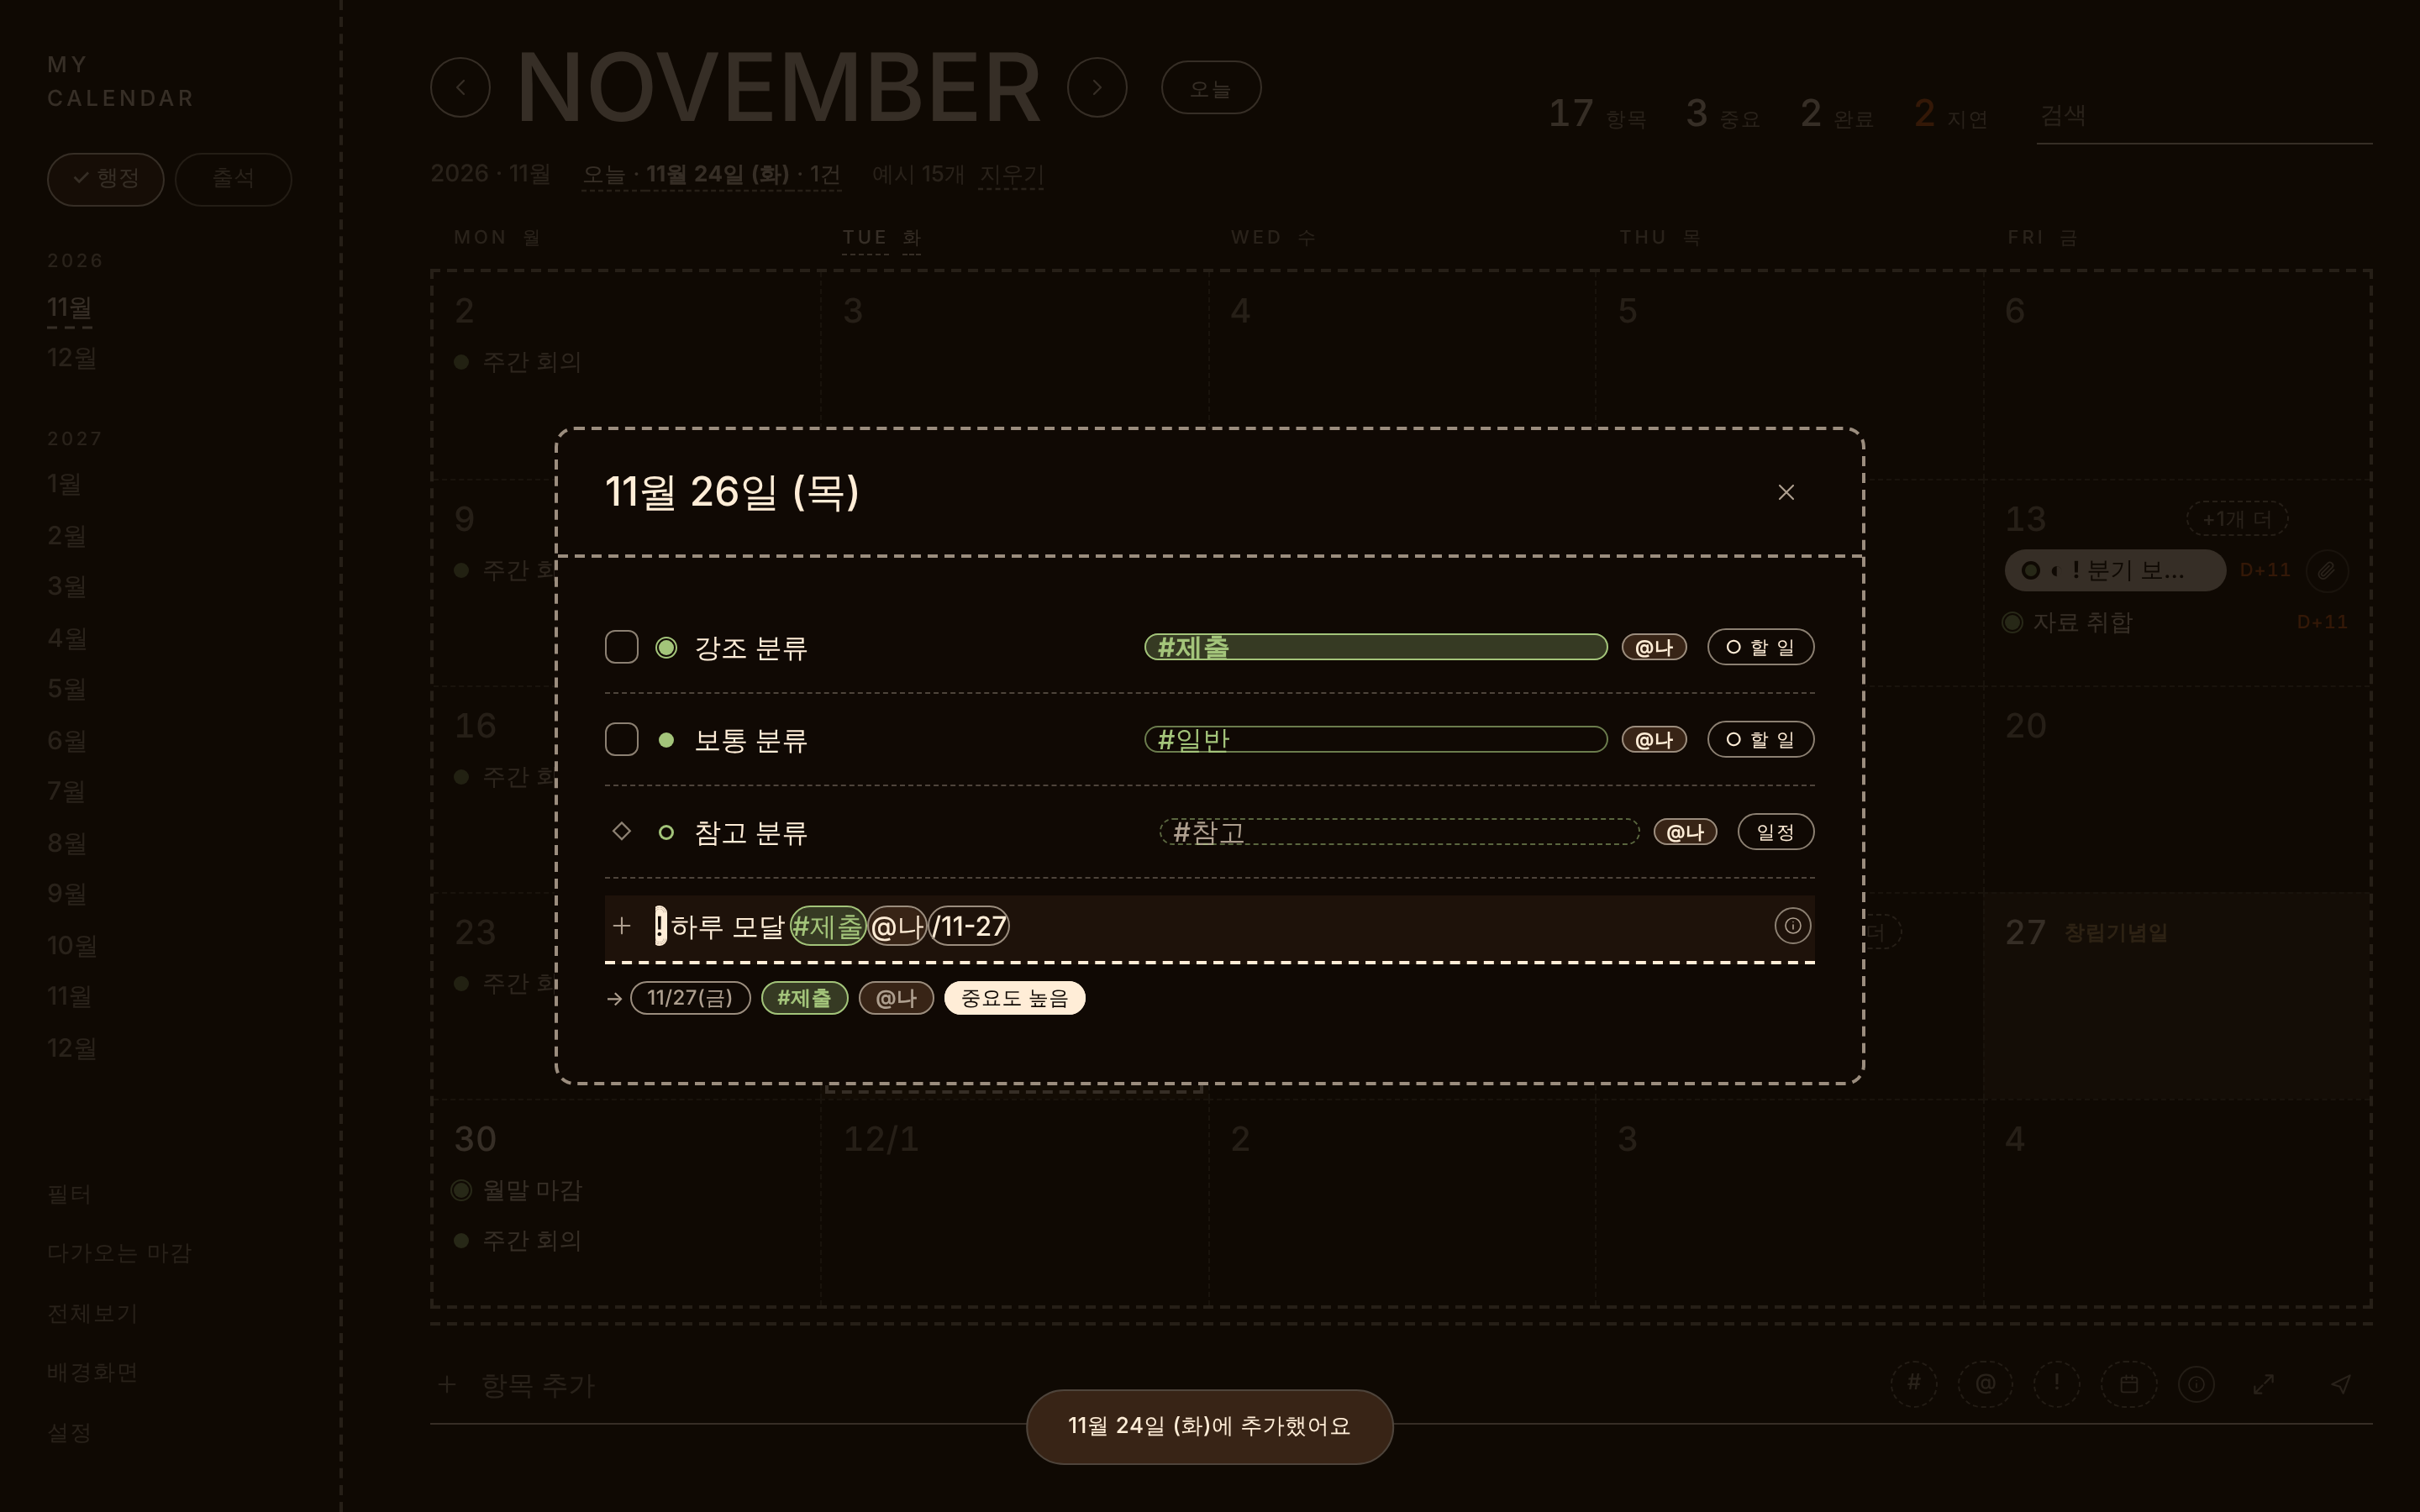 MY
CALENDAR
행정 출석
2026
11월
12월
2027
1월
2월
3월
4월
5월
6월
7월
8월
9월
10월
11월
12월
필터
다가오는 마감
전체보기
배경화면
설정
NOVEMBER 오늘
17 항목 3 중요 2 완료 2 지연 검색
2026 · 11월 오늘 · 11월 24일 (화) · 1건 예시 15개 지우기
MON 월 TUE 화 WED 수 THU 목 FRI 금
2 3 4 5 6
주간 회의
9 13 +1개 더
주간 회
! 분기 보... D+11
자료 취합 D+11
16 20
주간 회
23 더 27 창립기념일
주간 회
30 12/1 2 3 4
월말 마감
주간 회의
11월 26일 (목)
강조 분류 #제출 @나 할 일
보통 분류 #일반 @나 할 일
참고 분류 #참고 @나 일정
! 하루 모달 #제출 @나 /11-27
→ 11/27(금) #제출 @나 중요도 높음
+ 항목 추가 # @ !
11월 24일 (화)에 추가했어요